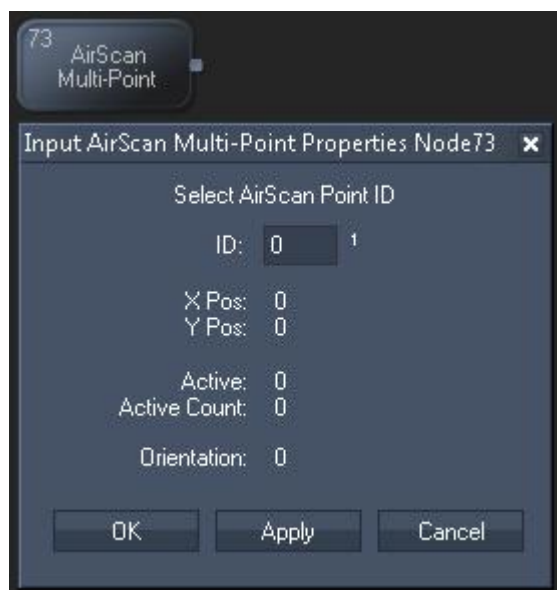 73
AirScan
Multi-Point
Input AirScan Multi-Point Properties Node73 ×
Select AirScan Point ID
ID: 0 1
X Pos: 0
Y Pos: 0
Active: 0
Active Count: 0
Orientation: 0
OK Apply Cancel